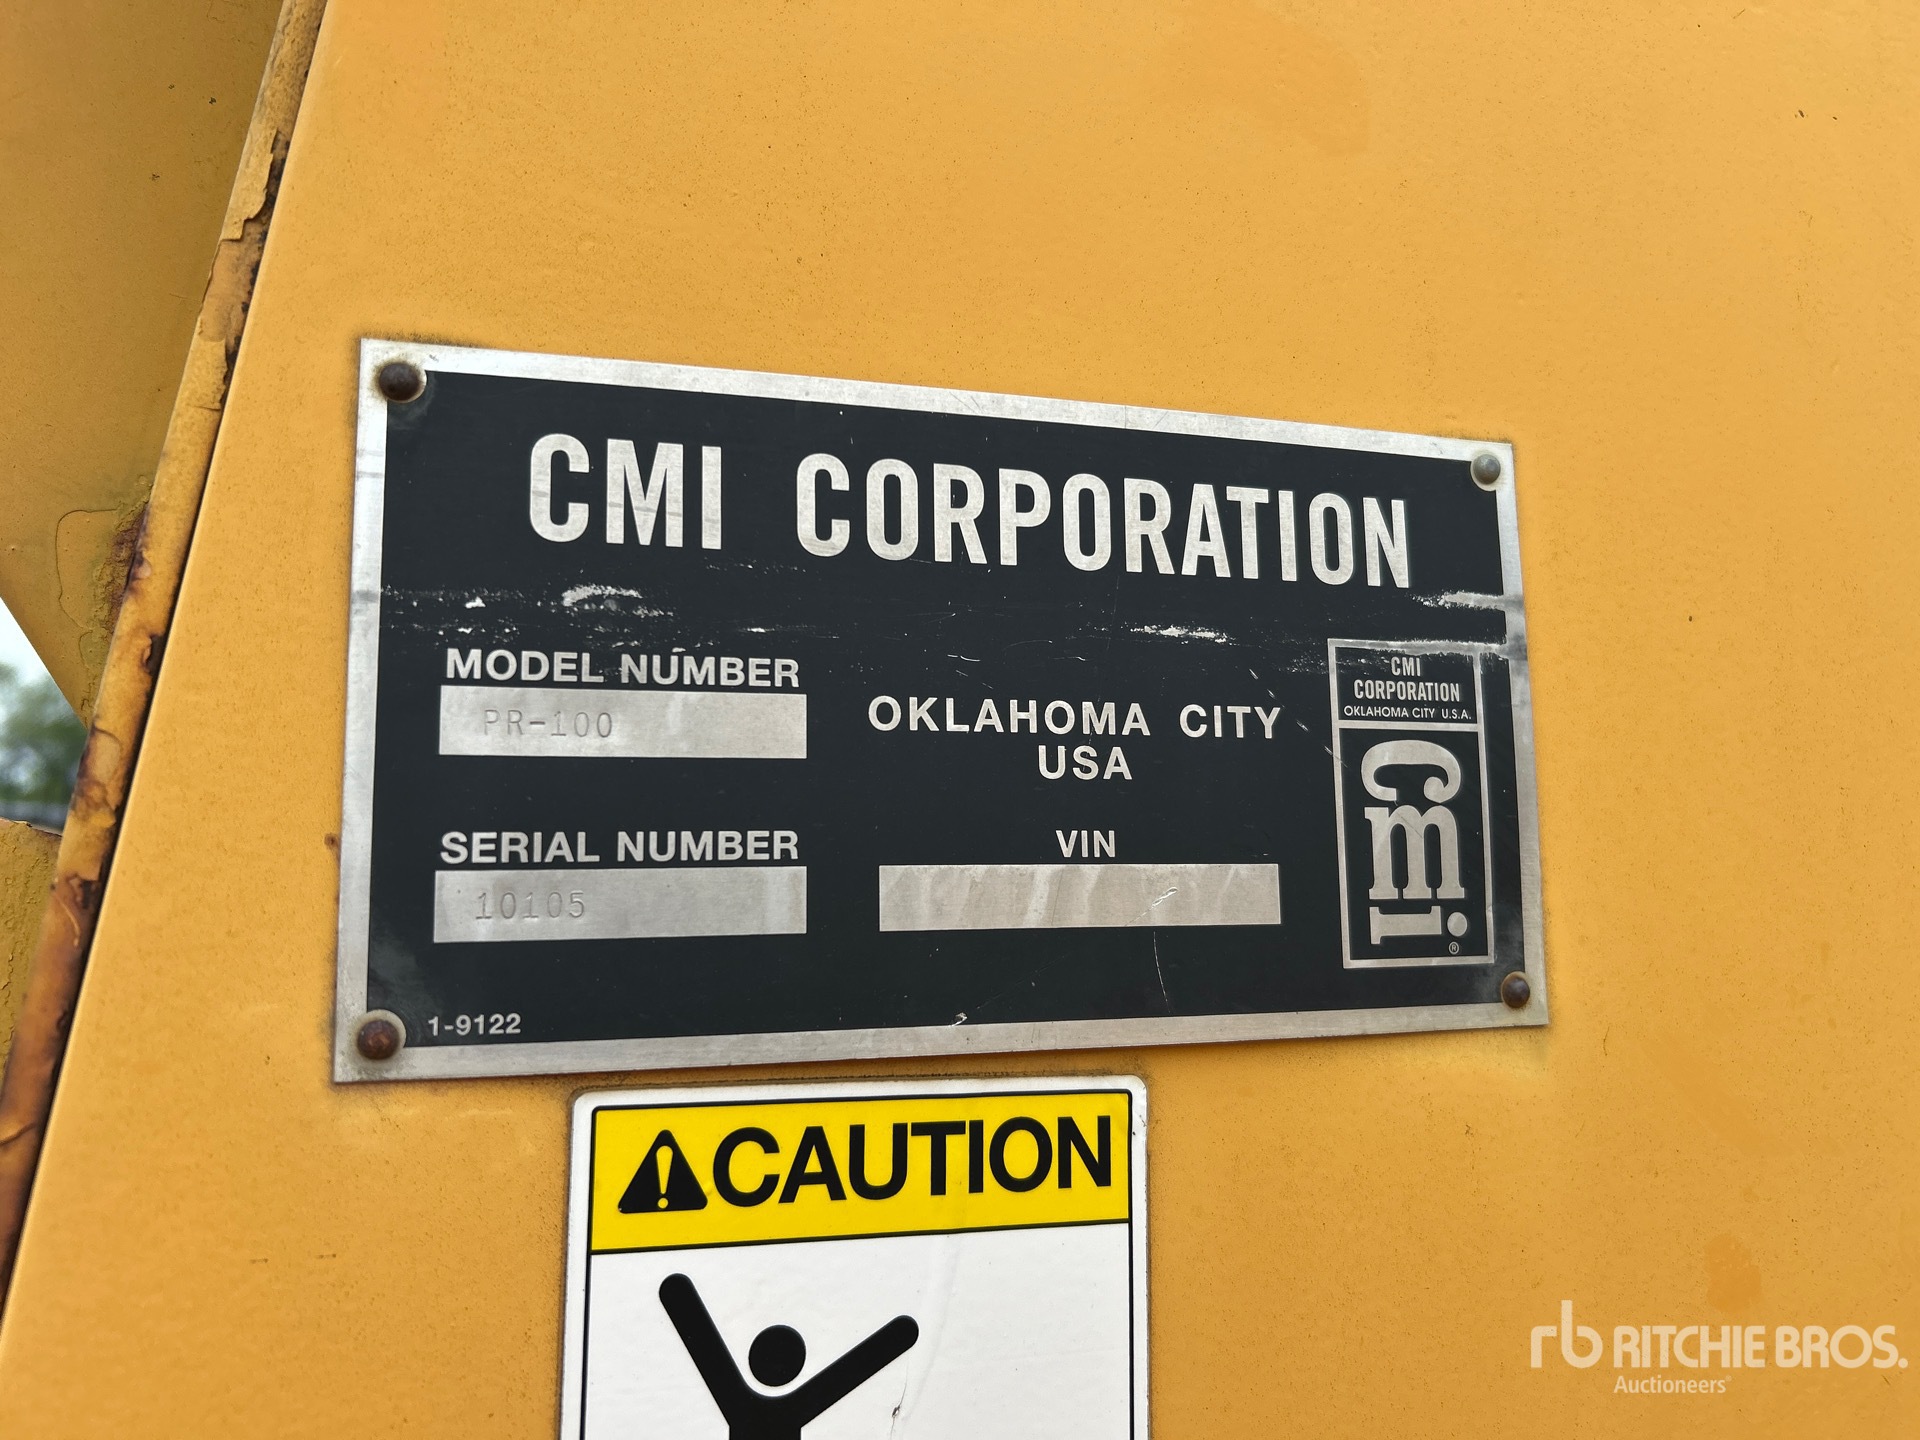 CMI CORPORATION
MODEL NUMBER
PR-100
OKLAHOMA CITY
USA
SERIAL NUMBER
10105
VIN
CMI
CORPORATION
OKLAHOMA CITY U.S.A.
cmi®
1-9122
CAUTION
rb RITCHIE BROS.
Auctioneers